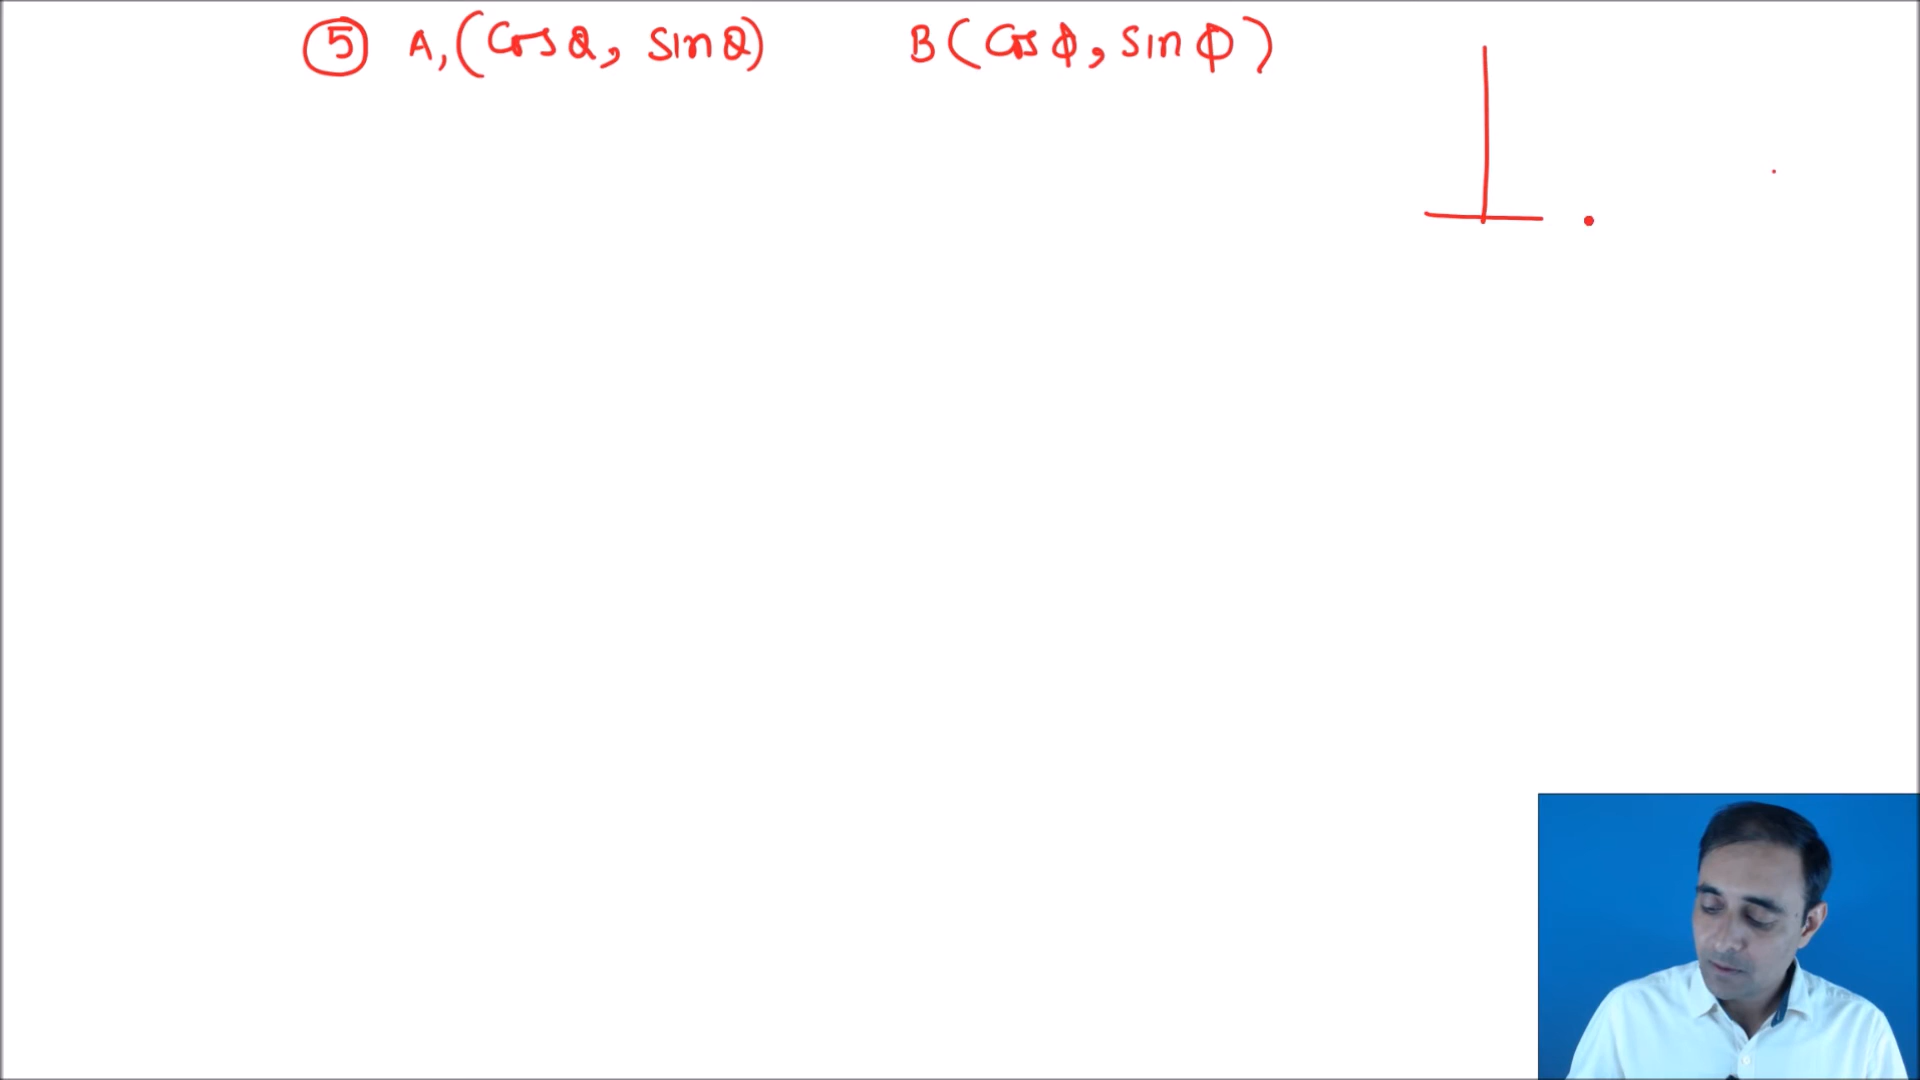 ⑤ A, (Cos θ, sin θ) B (Cos ϕ, sin ϕ)